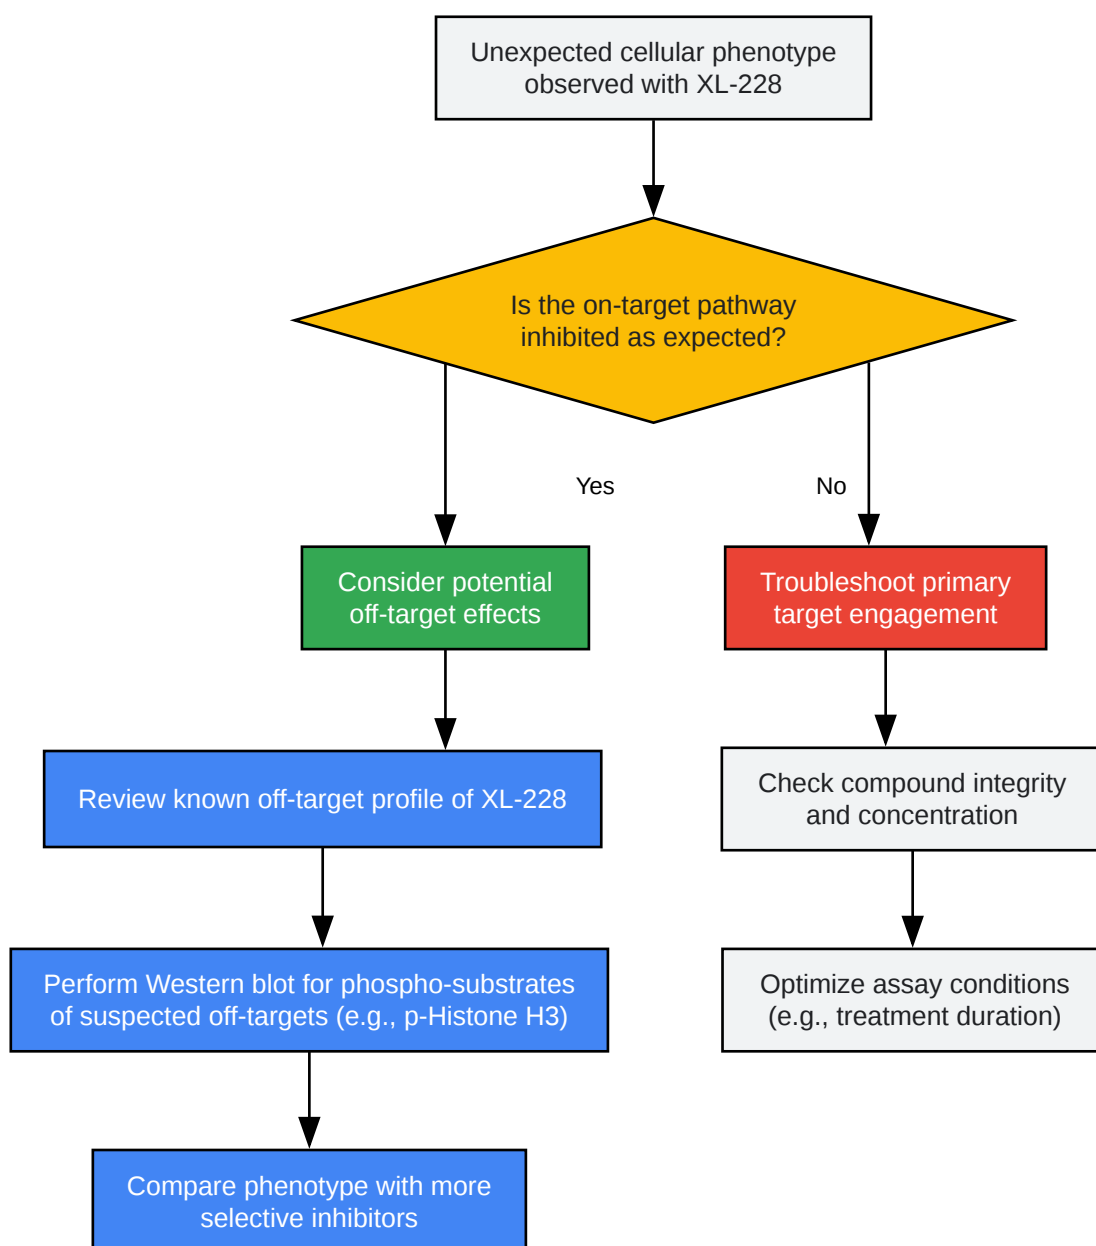 Unexpected cellular phenotype
observed with XL-228
Is the on-target pathway
inhibited as expected?
Yes
No
Consider potential
off-target effects
Troubleshoot primary
target engagement
Review known off-target profile of XL-228
Check compound integrity
and concentration
Perform Western blot for phospho-substrates
of suspected off-targets (e.g., p-Histone H3)
Optimize assay conditions
(e.g., treatment duration)
Compare phenotype with more
selective inhibitors